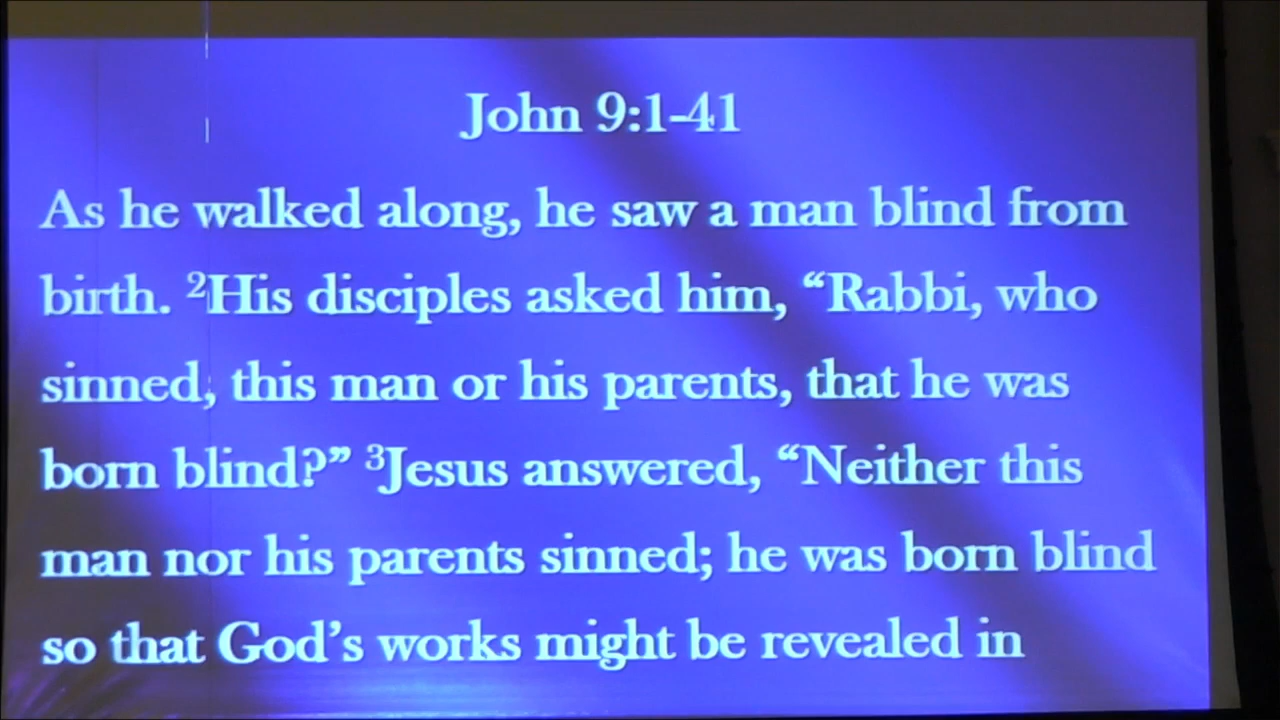 John 9:1-41
As he walked along, he saw a man blind from
birth. ²His disciples asked him, “Rabbi, who
sinned, this man or his parents, that he was
born blind?” ³Jesus answered, “Neither this
man nor his parents sinned; he was born blind
so that God’s works might be revealed in